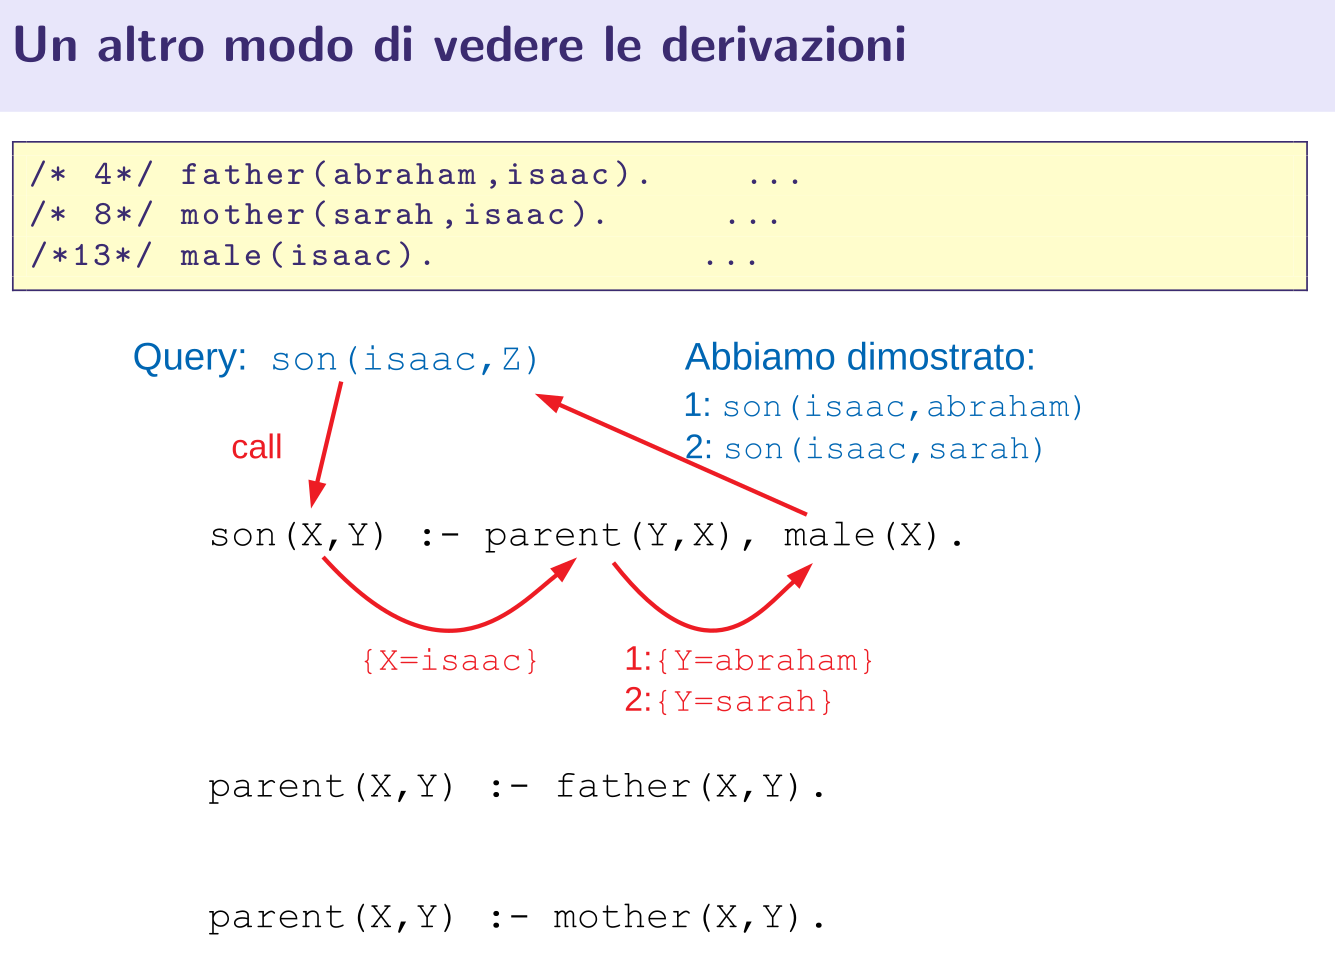 Un altro modo di vedere le derivazioni
/* 4*/ father(abraham,isaac). ...
/* 8*/ mother(sarah,isaac). ...
/*13*/ male(isaac). ...
Query: son(isaac,Z)
Abbiamo dimostrato:
1: son(isaac,abraham)
2: son(isaac,sarah)
call
son(X,Y) :- parent(Y,X), male(X).
{X=isaac}
1:{Y=abraham}
2:{Y=sarah}
parent(X,Y) :- father(X,Y).
parent(X,Y) :- mother(X,Y).